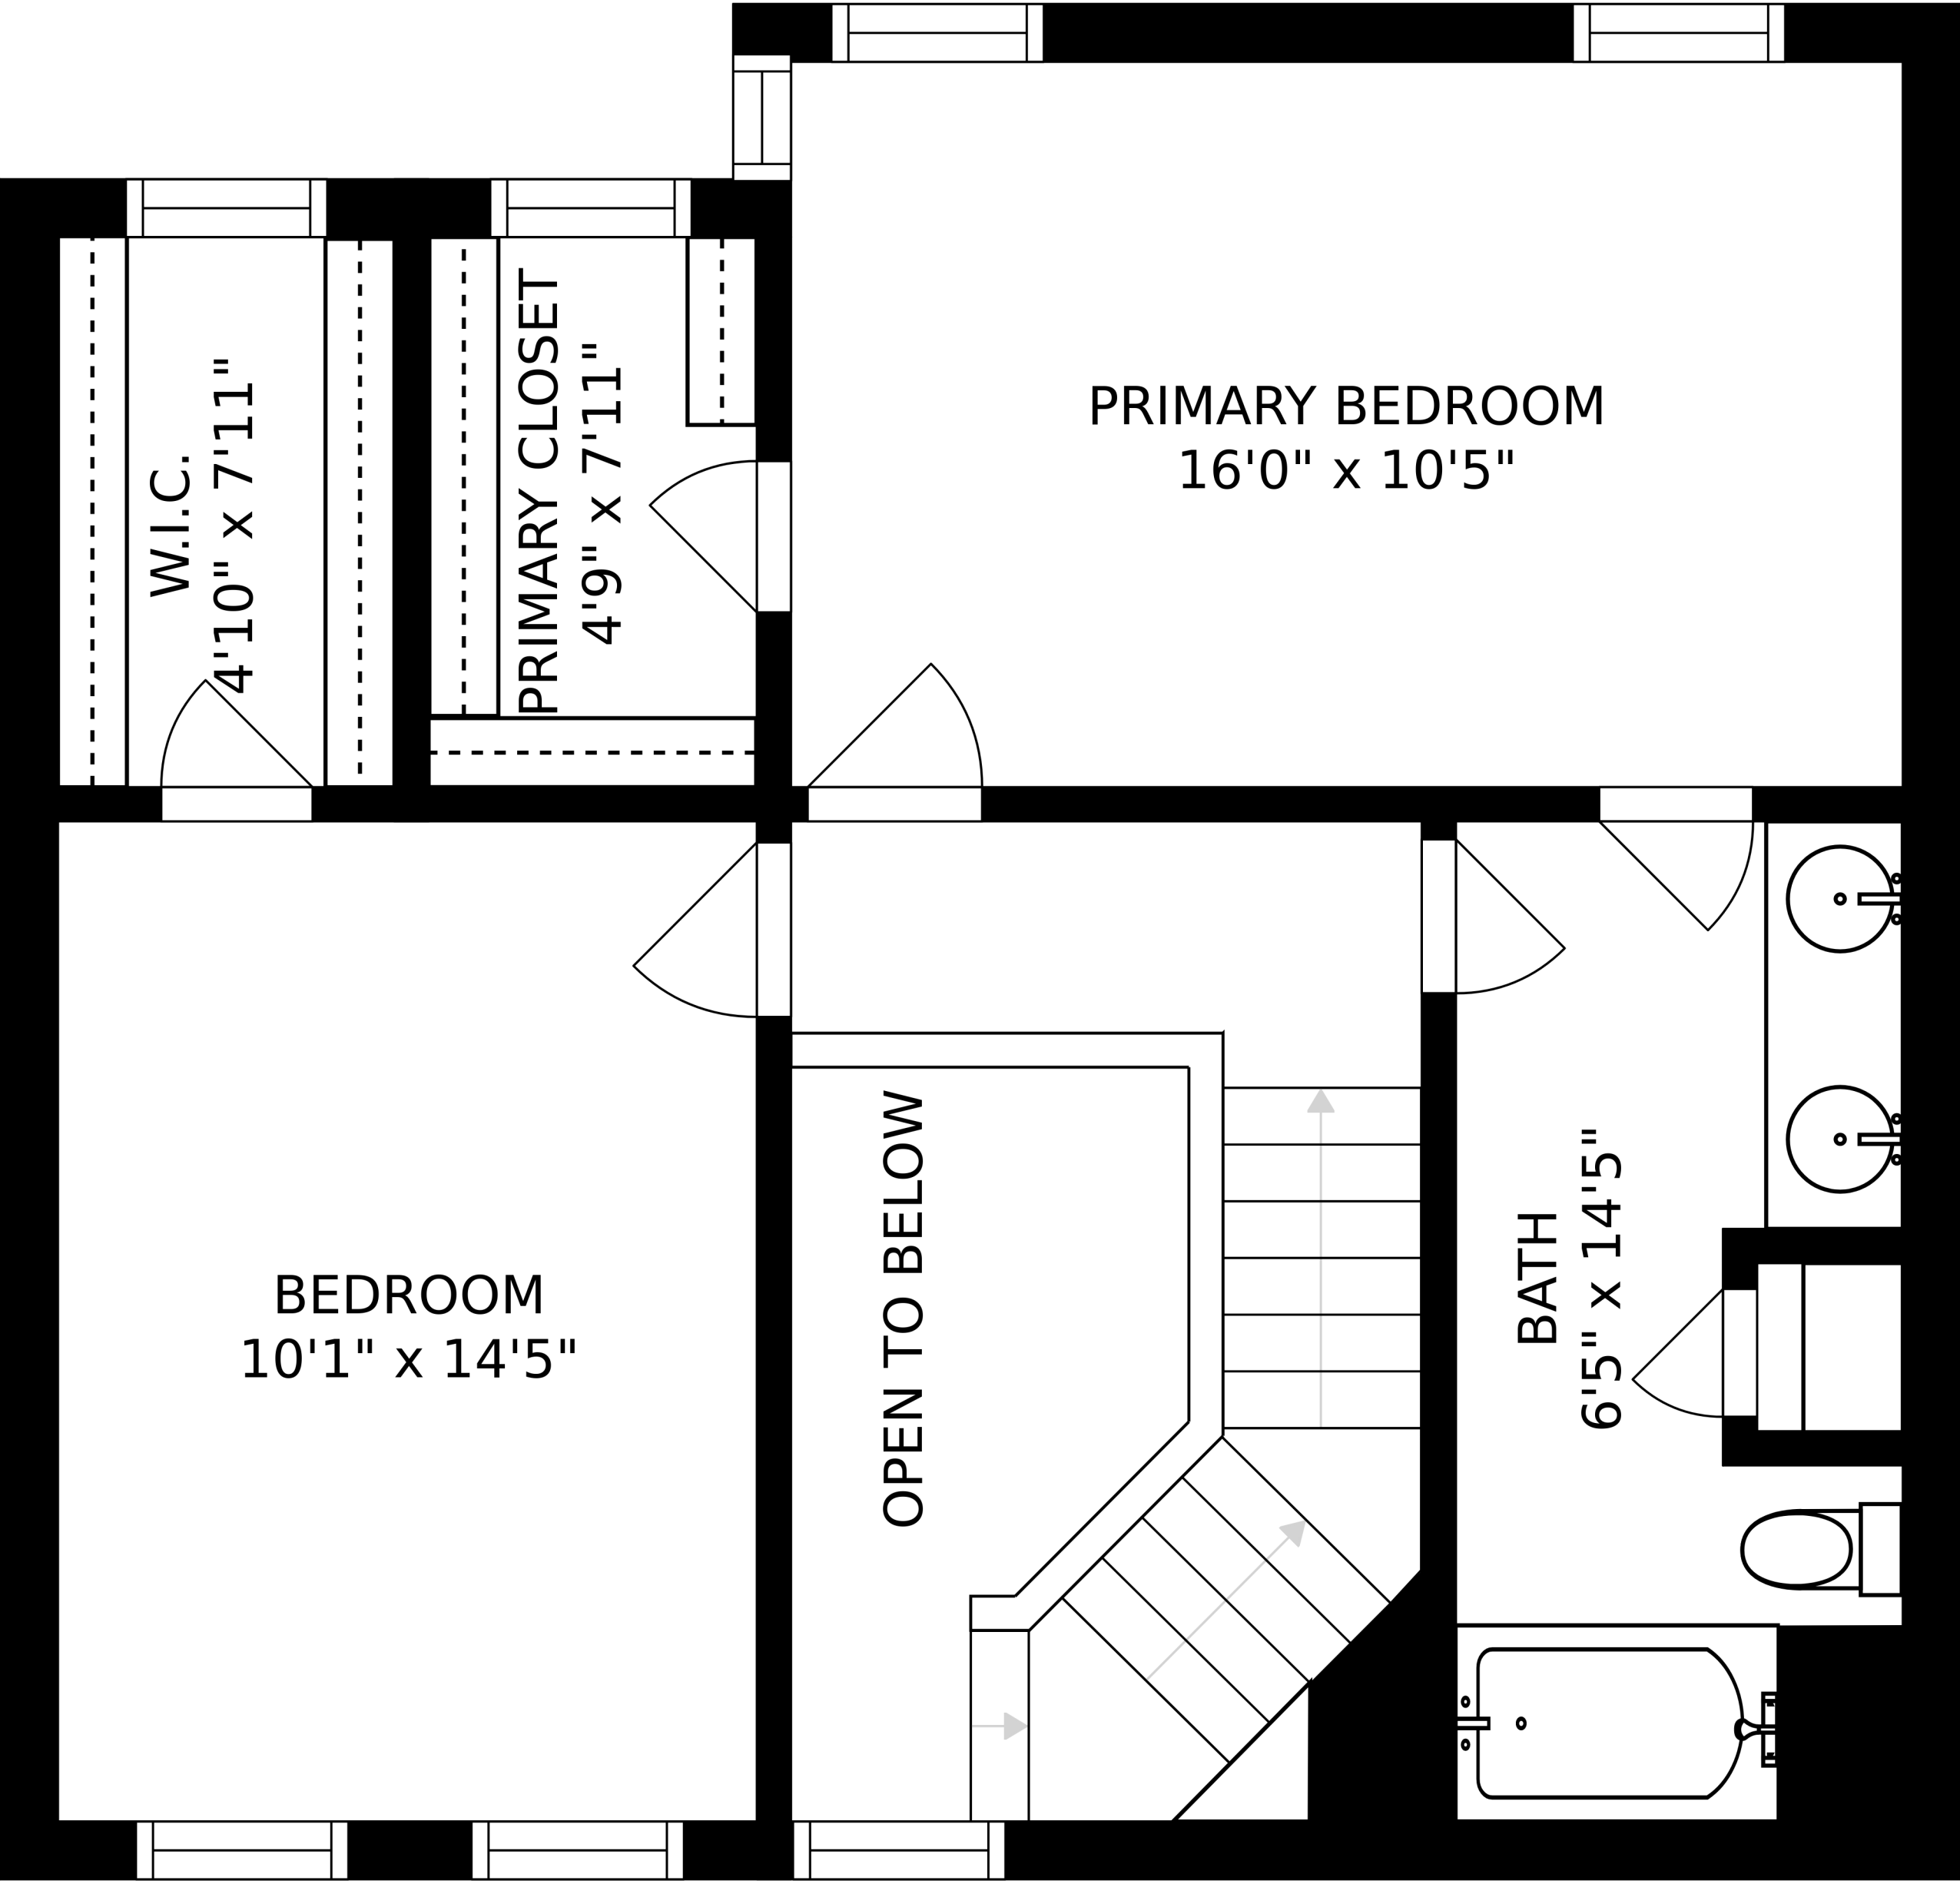 PRIMARY BEDROOM
16'0" x 10'5"
W.I.C.
4'10" x 7'11"
PRIMARY CLOSET
4'9" x 7'11"
BEDROOM
10'1" x 14'5"
OPEN TO BELOW
BATH
6'5" x 14'5"